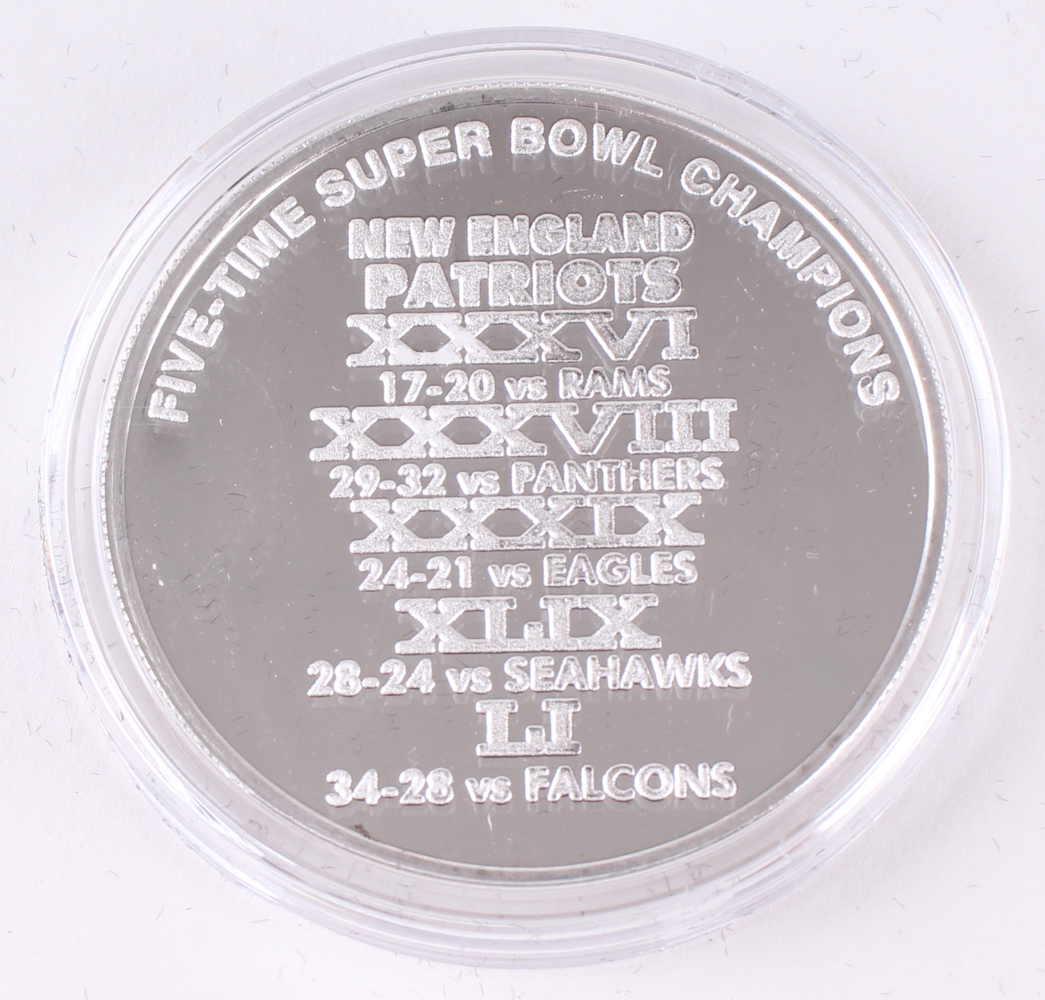 FIVE-TIME SUPER BOWL CHAMPIONS
NEW ENGLAND
PATRIOTS
XXXVI
17-20 vs RAMS
XXXVIII
29-32 vs PANTHERS
XXXIX
24-21 vs EAGLES
XLIX
28-24 vs SEAHAWKS
LI
34-28 vs FALCONS